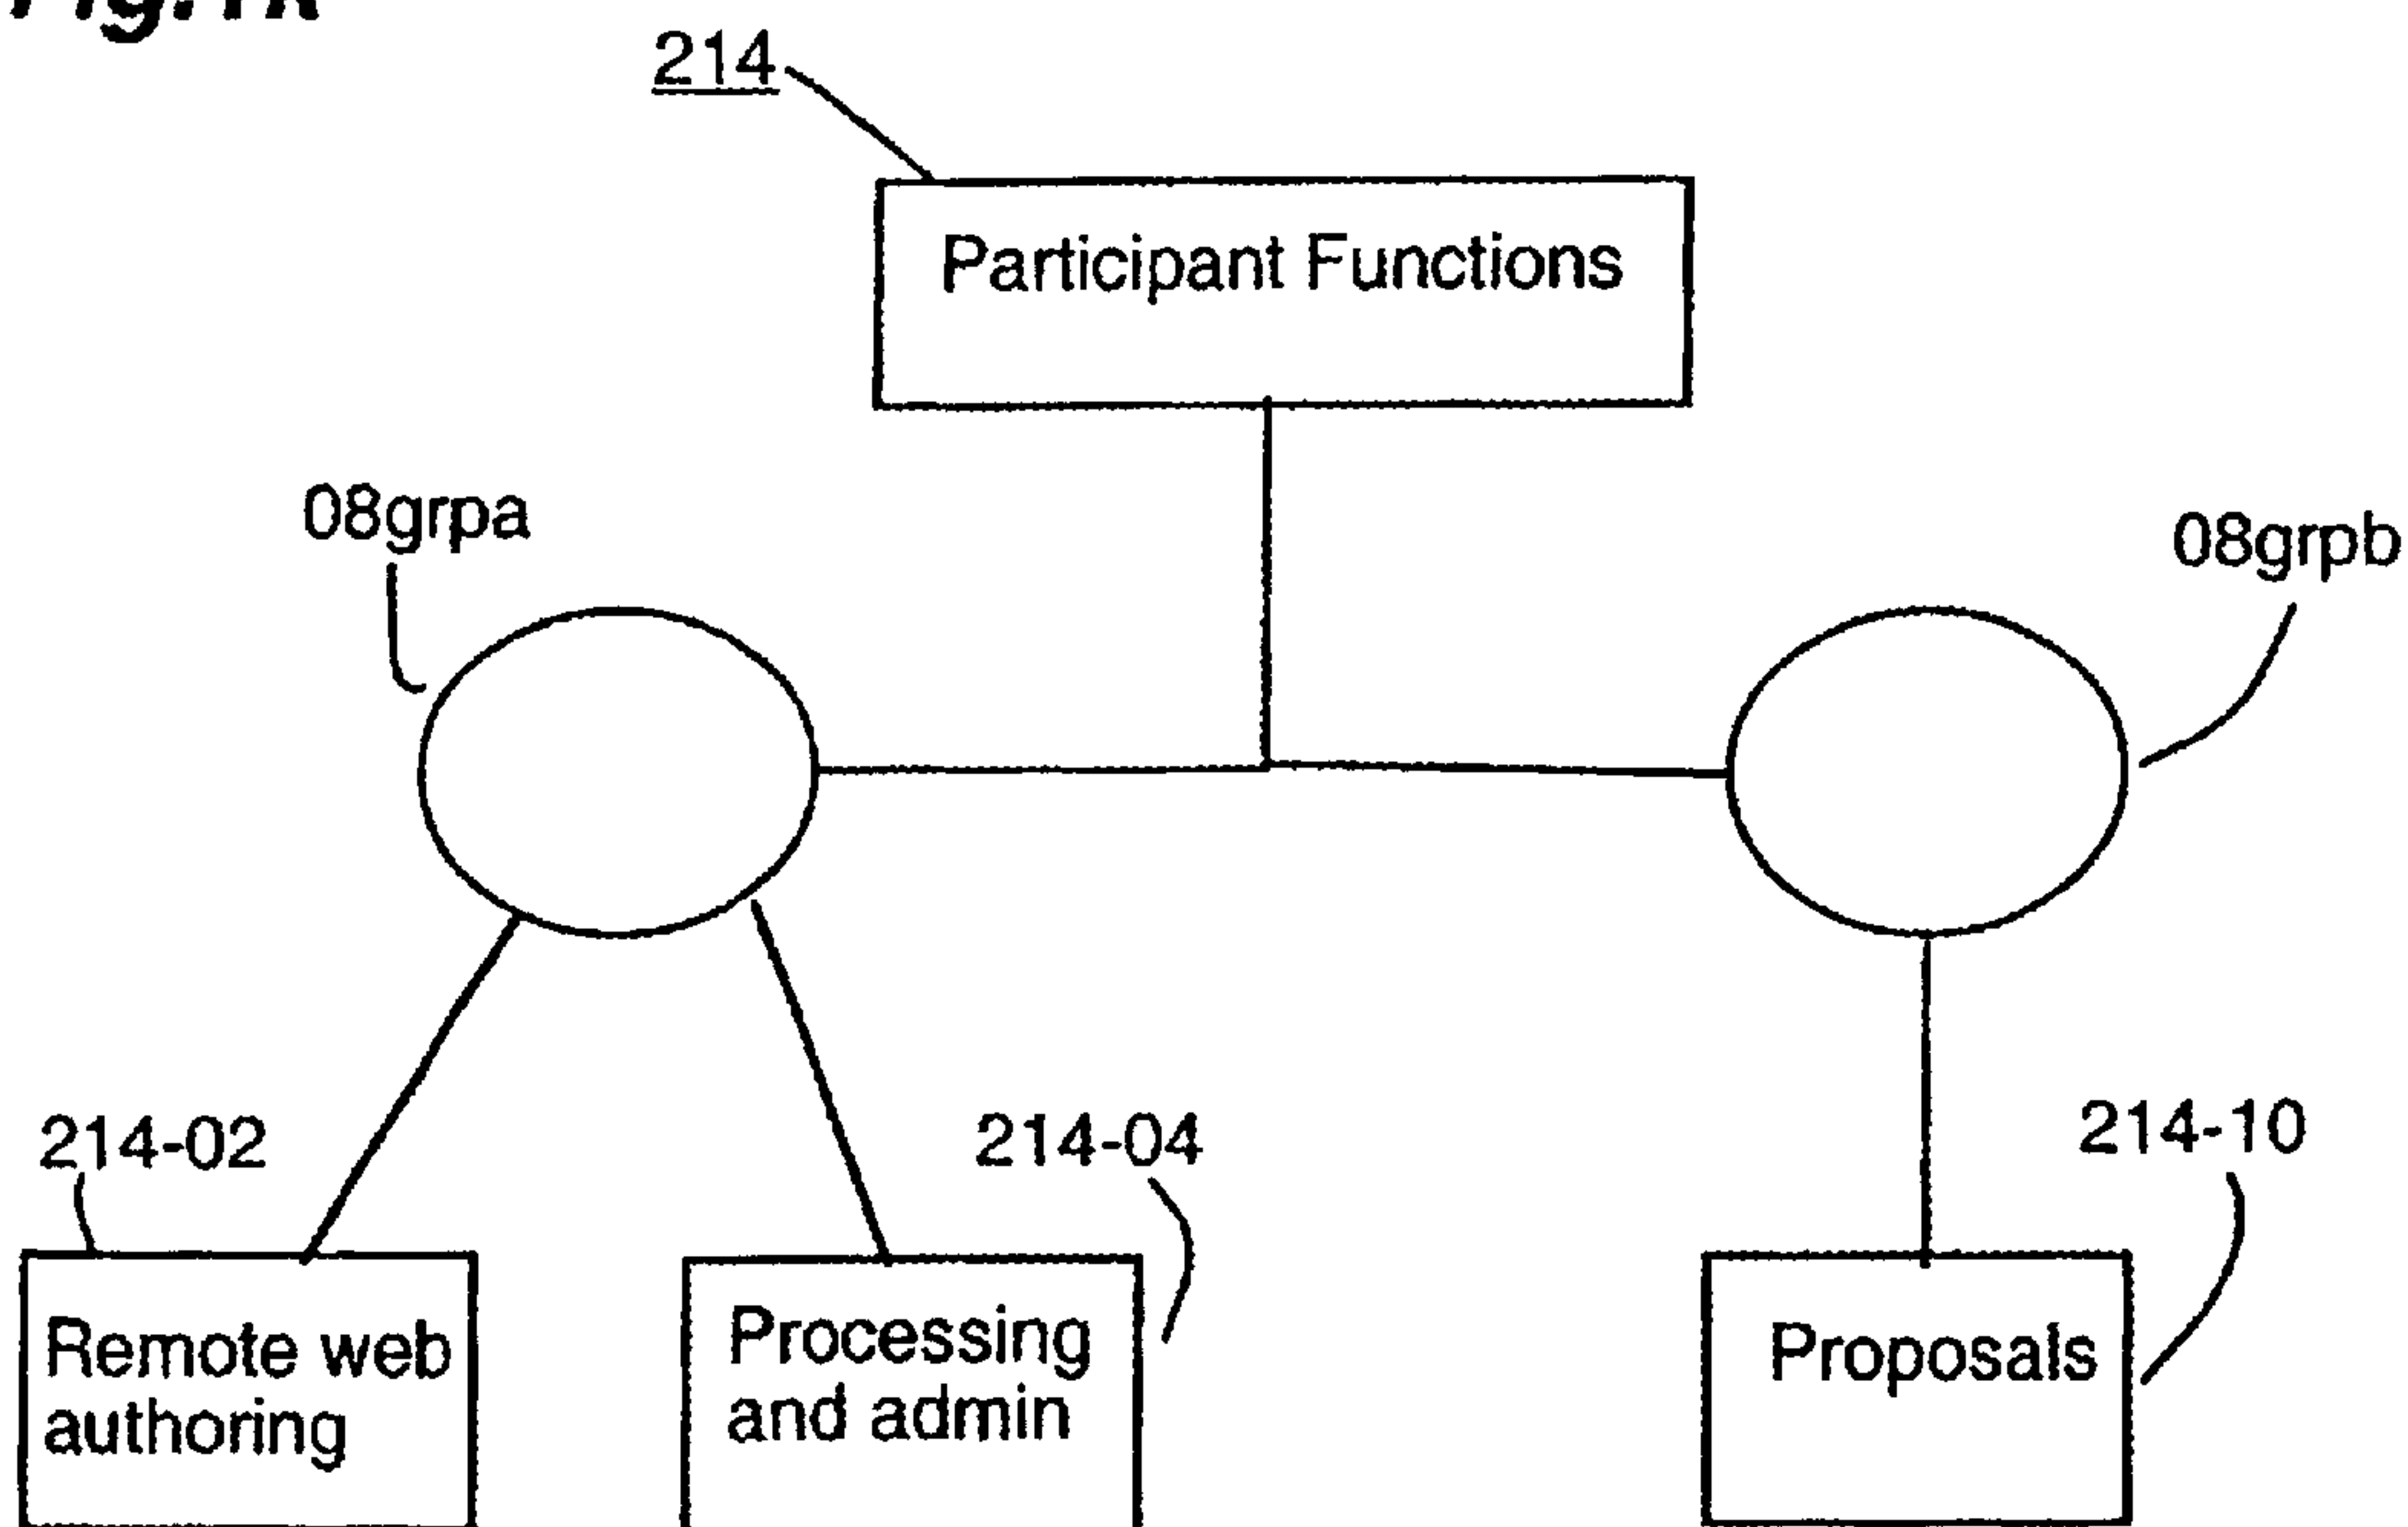 214
Participant Functions
08grpa
08grpb
214-02
214-04
214-10
Remote web
authoring
Processing
and admin
Proposals